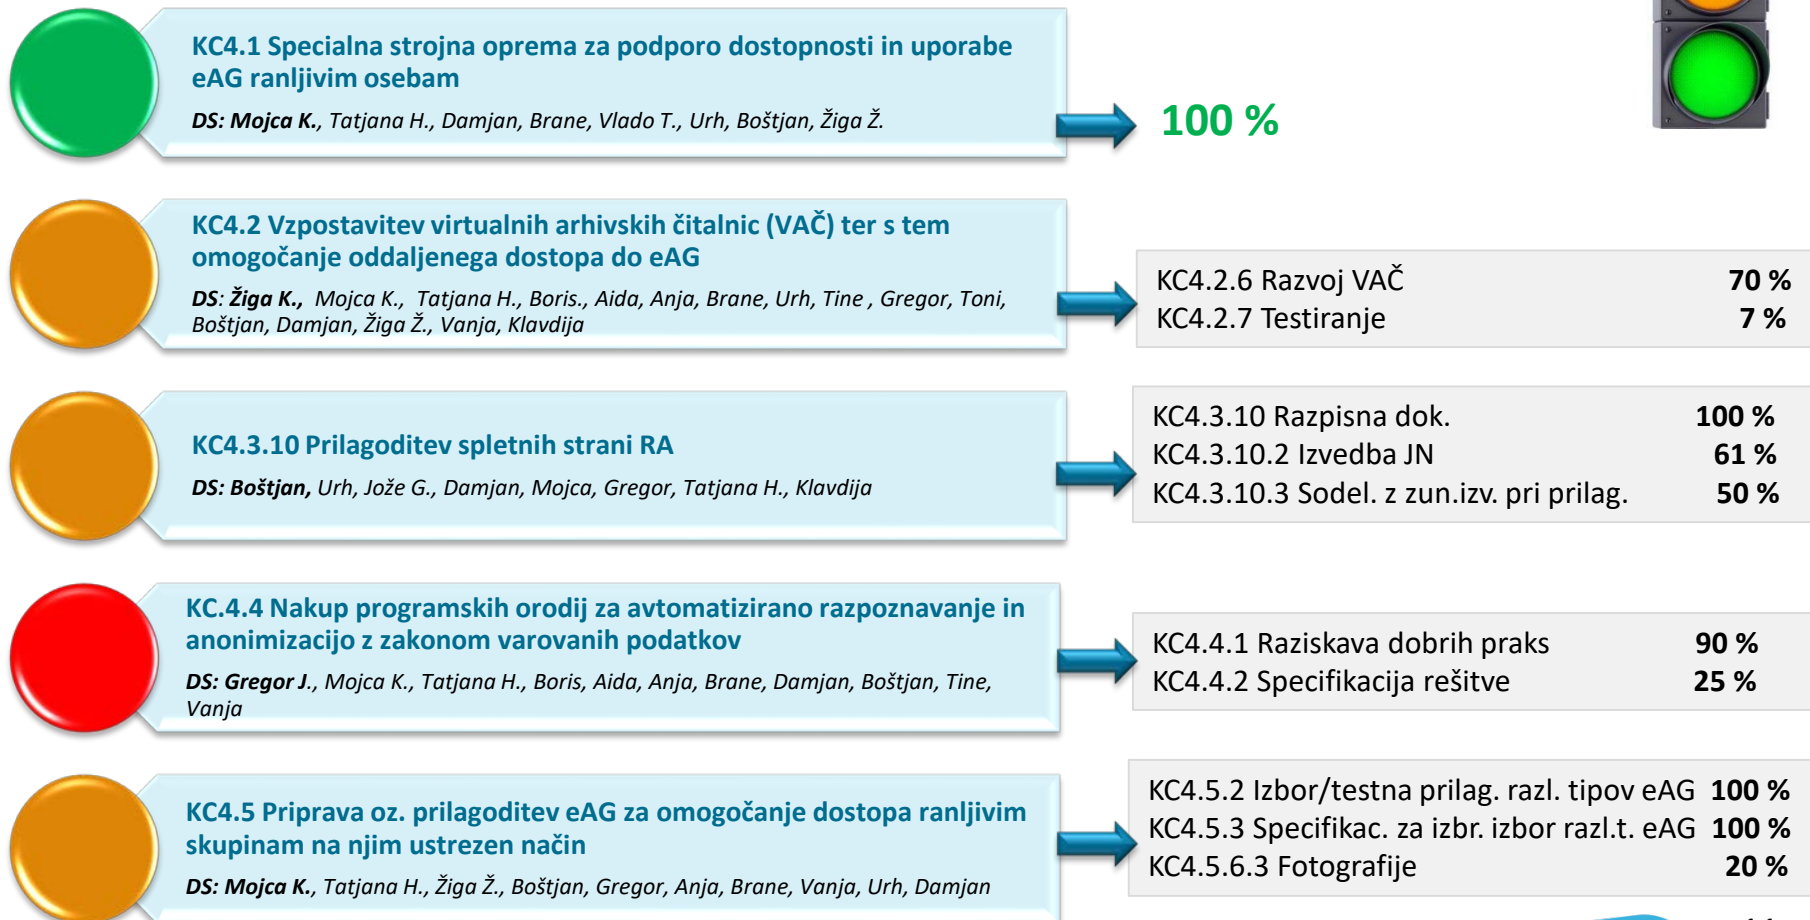 KC4.1 Specialna strojna oprema za podporo dostopnosti in uporabe
eAG ranljivim osebam
DS: Mojca K., Tatjana H., Damjan, Brane, Vlado T., Urh, Boštjan, Žiga Ž.
100 %
KC4.2 Vzpostavitev virtualnih arhivskih čitalnic (VAČ) ter s tem
omogočanje oddaljenega dostopa do eAG
DS: Žiga K., Mojca K., Tatjana H., Boris., Aida, Anja, Brane, Urh, Tine , Gregor, Toni,
Boštjan, Damjan, Žiga Ž., Vanja, Klavdija
KC4.2.6 Razvoj VAČ 70 %
KC4.2.7 Testiranje 7 %
KC4.3.10 Prilagoditev spletnih strani RA
DS: Boštjan, Urh, Jože G., Damjan, Mojca, Gregor, Tatjana H., Klavdija
KC4.3.10 Razpisna dok. 100 %
KC4.3.10.2 Izvedba JN 61 %
KC4.3.10.3 Sodel. z zun.izv. pri prilag. 50 %
KC.4.4 Nakup programskih orodij za avtomatizirano razpoznavanje in
anonimizacijo z zakonom varovanih podatkov
DS: Gregor J., Mojca K., Tatjana H., Boris, Aida, Anja, Brane, Damjan, Boštjan, Tine,
Vanja
KC4.4.1 Raziskava dobrih praks 90 %
KC4.4.2 Specifikacija rešitve 25 %
KC4.5 Priprava oz. prilagoditev eAG za omogočanje dostopa ranljivim
skupinam na njim ustrezen način
DS: Mojca K., Tatjana H., Žiga Ž., Boštjan, Gregor, Anja, Brane, Vanja, Urh, Damjan
KC4.5.2 Izbor/testna prilag. razl. tipov eAG 100 %
KC4.5.3 Specifikac. za izbr. izbor razl.t. eAG 100 %
KC4.5.6.3 Fotografije 20 %